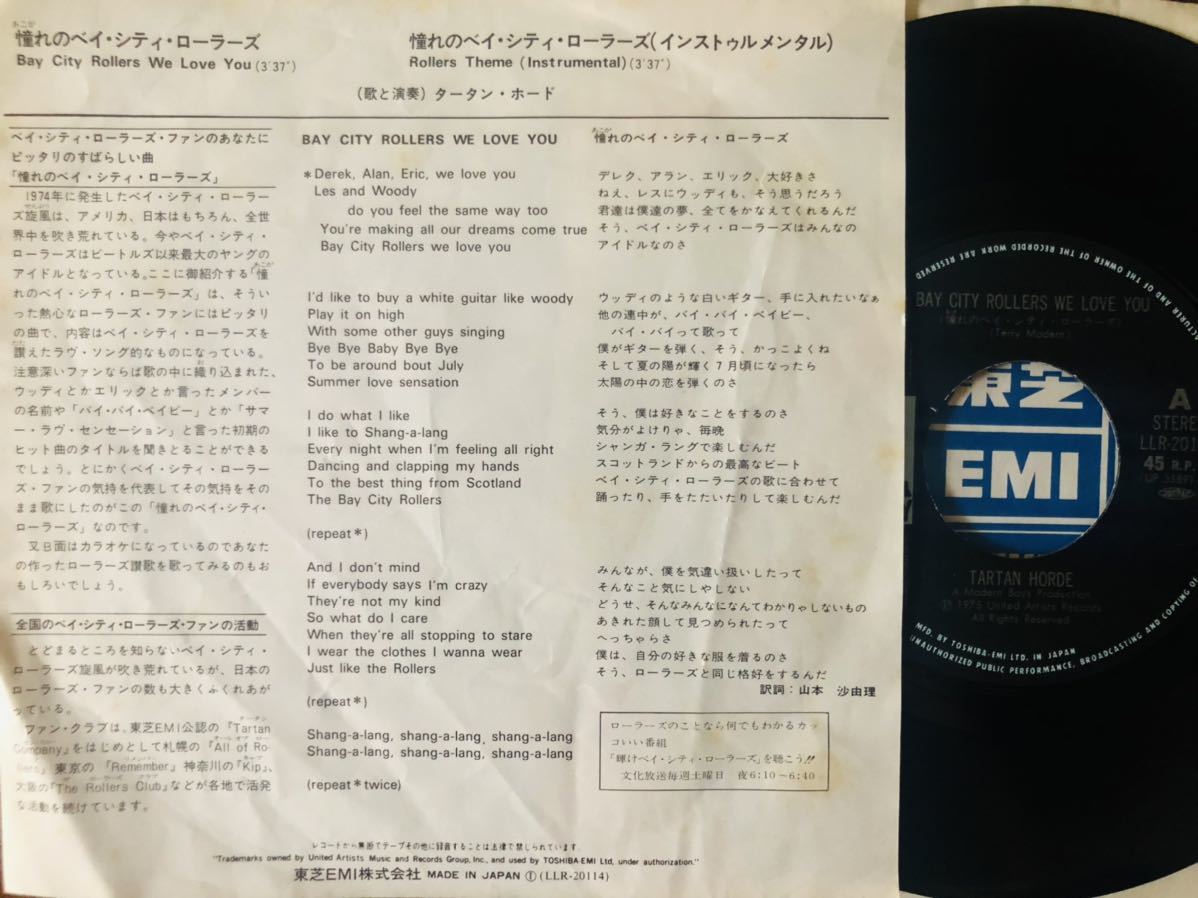 あこが
憧れのベイ・シティ・ローラーズ
Bay City Rollers We Love You (3'37")
憧れのベイ・シティ・ローラーズ(インストゥルメンタル)
Rollers Theme (Instrumental) (3'37")
(歌と演奏) タータン・ホード
ベイ・シティ・ローラーズ・ファンのあなたに
ピッタリのすばらしい曲
「憧れのベイ・シティ・ローラーズ」
1974年に発生したベイ・シティ・ローラー
ズ旋風は、アメリカ、日本はもちろん、全世
界中を吹き荒れている。今やベイ・シティ・
ローラーズはビートルズ以来最大のヤングの
アイドルとなっている。ここに御紹介する「憧
れのベイ・シティ・ローラーズ」は、そうい
った熱心なローラーズ・ファンにはピッタリ
の曲で、内容はベイ・シティ・ローラーズを
讃えたラヴ・ソング的なものになっている。
注意深いファンならば歌の中に織り込まれた、
ウッディとかエリックとか言ったメンバー
の名前や「バイ・バイ・ベイビー」とか「サマ
ー・ラヴ・センセーション」と言った初期の
ヒット曲のタイトルを聞きとることができる
でしょう。とにかくベイ・シティ・ローラー
ズ・ファンの気持を代表してその気持をその
まま歌にしたのがこの「憧れのベイ・シティ・
ローラーズ」なのです。
又B面はカラオケになっているのであなた
の作ったローラーズ讃歌を歌ってみるのもお
もしろいでしょう。
全国のベイ・シティ・ローラーズ・ファンの活動
とどまるところを知らないベイ・シティ・
ローラーズ旋風が吹き荒れているが、日本の
ローラーズ・ファンの数も大きくふくれあが
っている。
ファン・クラブは、東芝EMI公認の『Tartan
Company』をはじめとして札幌の『All of Ro-
llers』東京の『Remember』神奈川の『Kip』、
大阪の『The Rollers Club』などが各地で活発
な活動を続けています。
BAY CITY ROLLERS WE LOVE YOU
*Derek, Alan, Eric, we love you
Les and Woody
do you feel the same way too
You're making all our dreams come true
Bay City Rollers we love you
I'd like to buy a white guitar like woody
Play it on high
With some other guys singing
Bye Bye Baby Bye Bye
To be around bout July
Summer love sensation
I do what I like
I like to Shang-a-lang
Every night when I'm feeling all right
Dancing and clapping my hands
To the best thing from Scotland
The Bay City Rollers
(repeat*)
And I don't mind
If everybody says I'm crazy
They're not my kind
So what do I care
When they're all stopping to stare
I wear the clothes I wanna wear
Just like the Rollers
(repeat*)
Shang-a-lang, shang-a-lang, shang-a-lang
Shang-a-lang, shang-a-lang, shang-a-lang
(repeat*twice)
あこが
憧れのベイ・シティ・ローラーズ
デレク、アラン、エリック、大好きさ
ねえ、レスにウッディも、そう思うだろう
君達は僕達の夢、全てをかなえてくれるんだ
そう、ベイ・シティ・ローラーズはみんなの
アイドルなのさ
ウッディのような白いギター、手に入れたいなぁ
他の連中が、バイ・バイ・ベイビー、
バイ・バイって歌って
僕がギターを弾く、そう、かっこよくね
そして夏の陽が輝く7月頃になったら
太陽の中の恋を弾くのさ
そう、僕は好きなことをするのさ
気分がよけりゃ、毎晩
シャンガ・ラングで楽しむんだ
スコットランドからの最高なビート
ベイ・シティ・ローラーズの歌に合わせて
踊ったり、手をたたいたりして楽しむんだ
みんなが、僕を気違い扱いしたって
そんなこと気にしやしない
どうせ、そんなみんなになんてわかりゃしないもの
あきれた顔して見つめられたって
へっちゃらさ
僕は、自分の好きな服を着るのさ
そう、ローラーズと同じ格好をするんだ
訳詞:山本 沙由理
ローラーズのことなら何でもわかるカッ
コいい番組
「輝けベイ・シティ・ローラーズ」を聴こう!!
文化放送毎週土曜日 夜6:10~6:40
レコードから無断でテープその他に録音することは法律で禁じられています。
"Trademarks owned by United Artists Music and Records Group, Inc., and used by TOSHIBA-EMI Ltd, under authorization."
東芝EMI株式会社 MADE IN JAPAN Ⓘ (LLR-20114)
BAY CITY ROLLERS WE LOVE YOU
(憧れのベイ・シティ・ローラーズ)
(Terry Modern)
東芝
EMI
A
STERE
LLR-201
45 R.P.
TARTAN HORDE
A Modern Boys Production
Ⓟ 1975 United Artists Records
All Rights Reserved
MFD. BY TOSHIBA-EMI LTD. IN JAPAN
UNAUTHORIZED PUBLIC PERFORMANCE, BROADCASTING AND COPYING OF
ACTURER AND OF THE OWNER OF THE RECORDED WORK ARE RESERVED